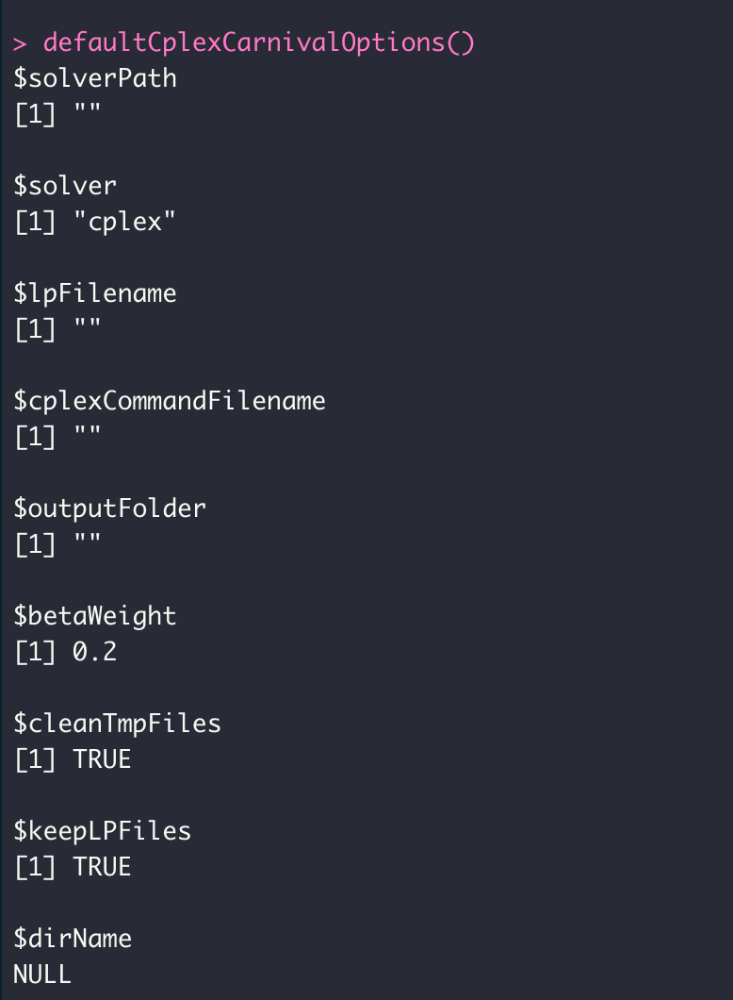 > defaultCplexCarnivalOptions()
$solverPath
[1] ""
$solver
[1] "cplex"
$lpFilename
[1] ""
$cplexCommandFilename
[1] ""
$outputFolder
[1] ""
$betaWeight
[1] 0.2
$cleanTmpFiles
[1] TRUE
$keepLPFiles
[1] TRUE
$dirName
NULL